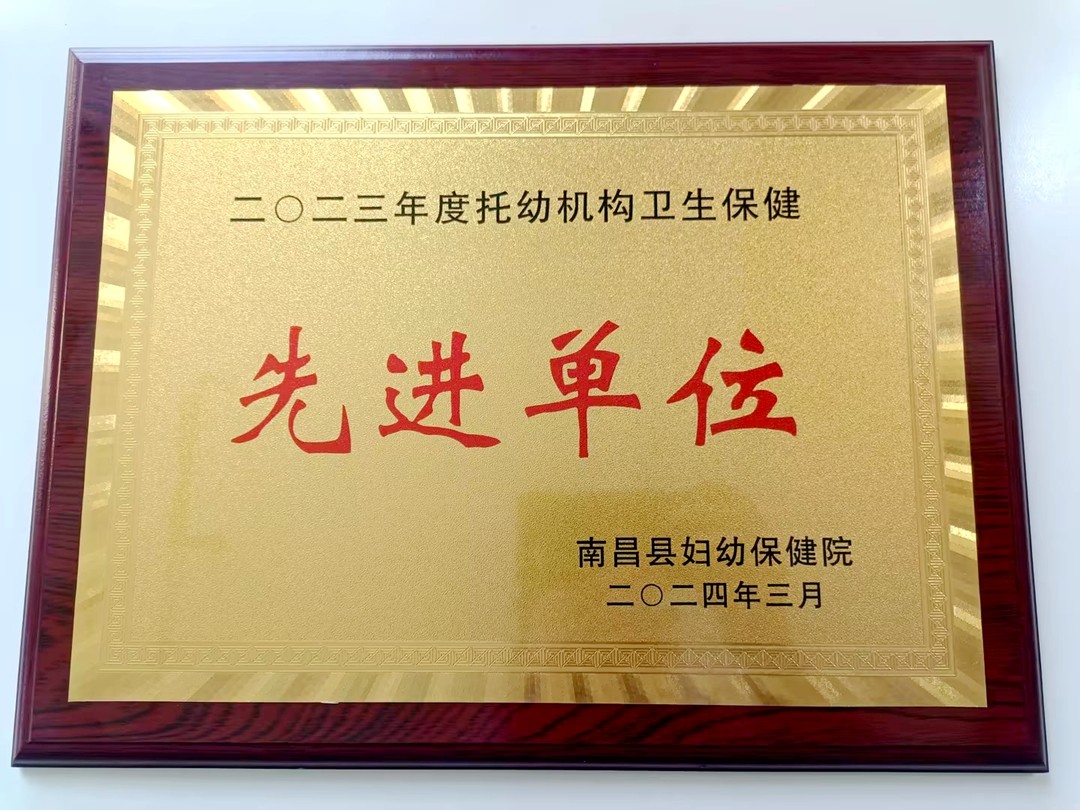 二〇二三年度托幼机构卫生保健
先进单位
南昌县妇幼保健院
二〇二四年三月